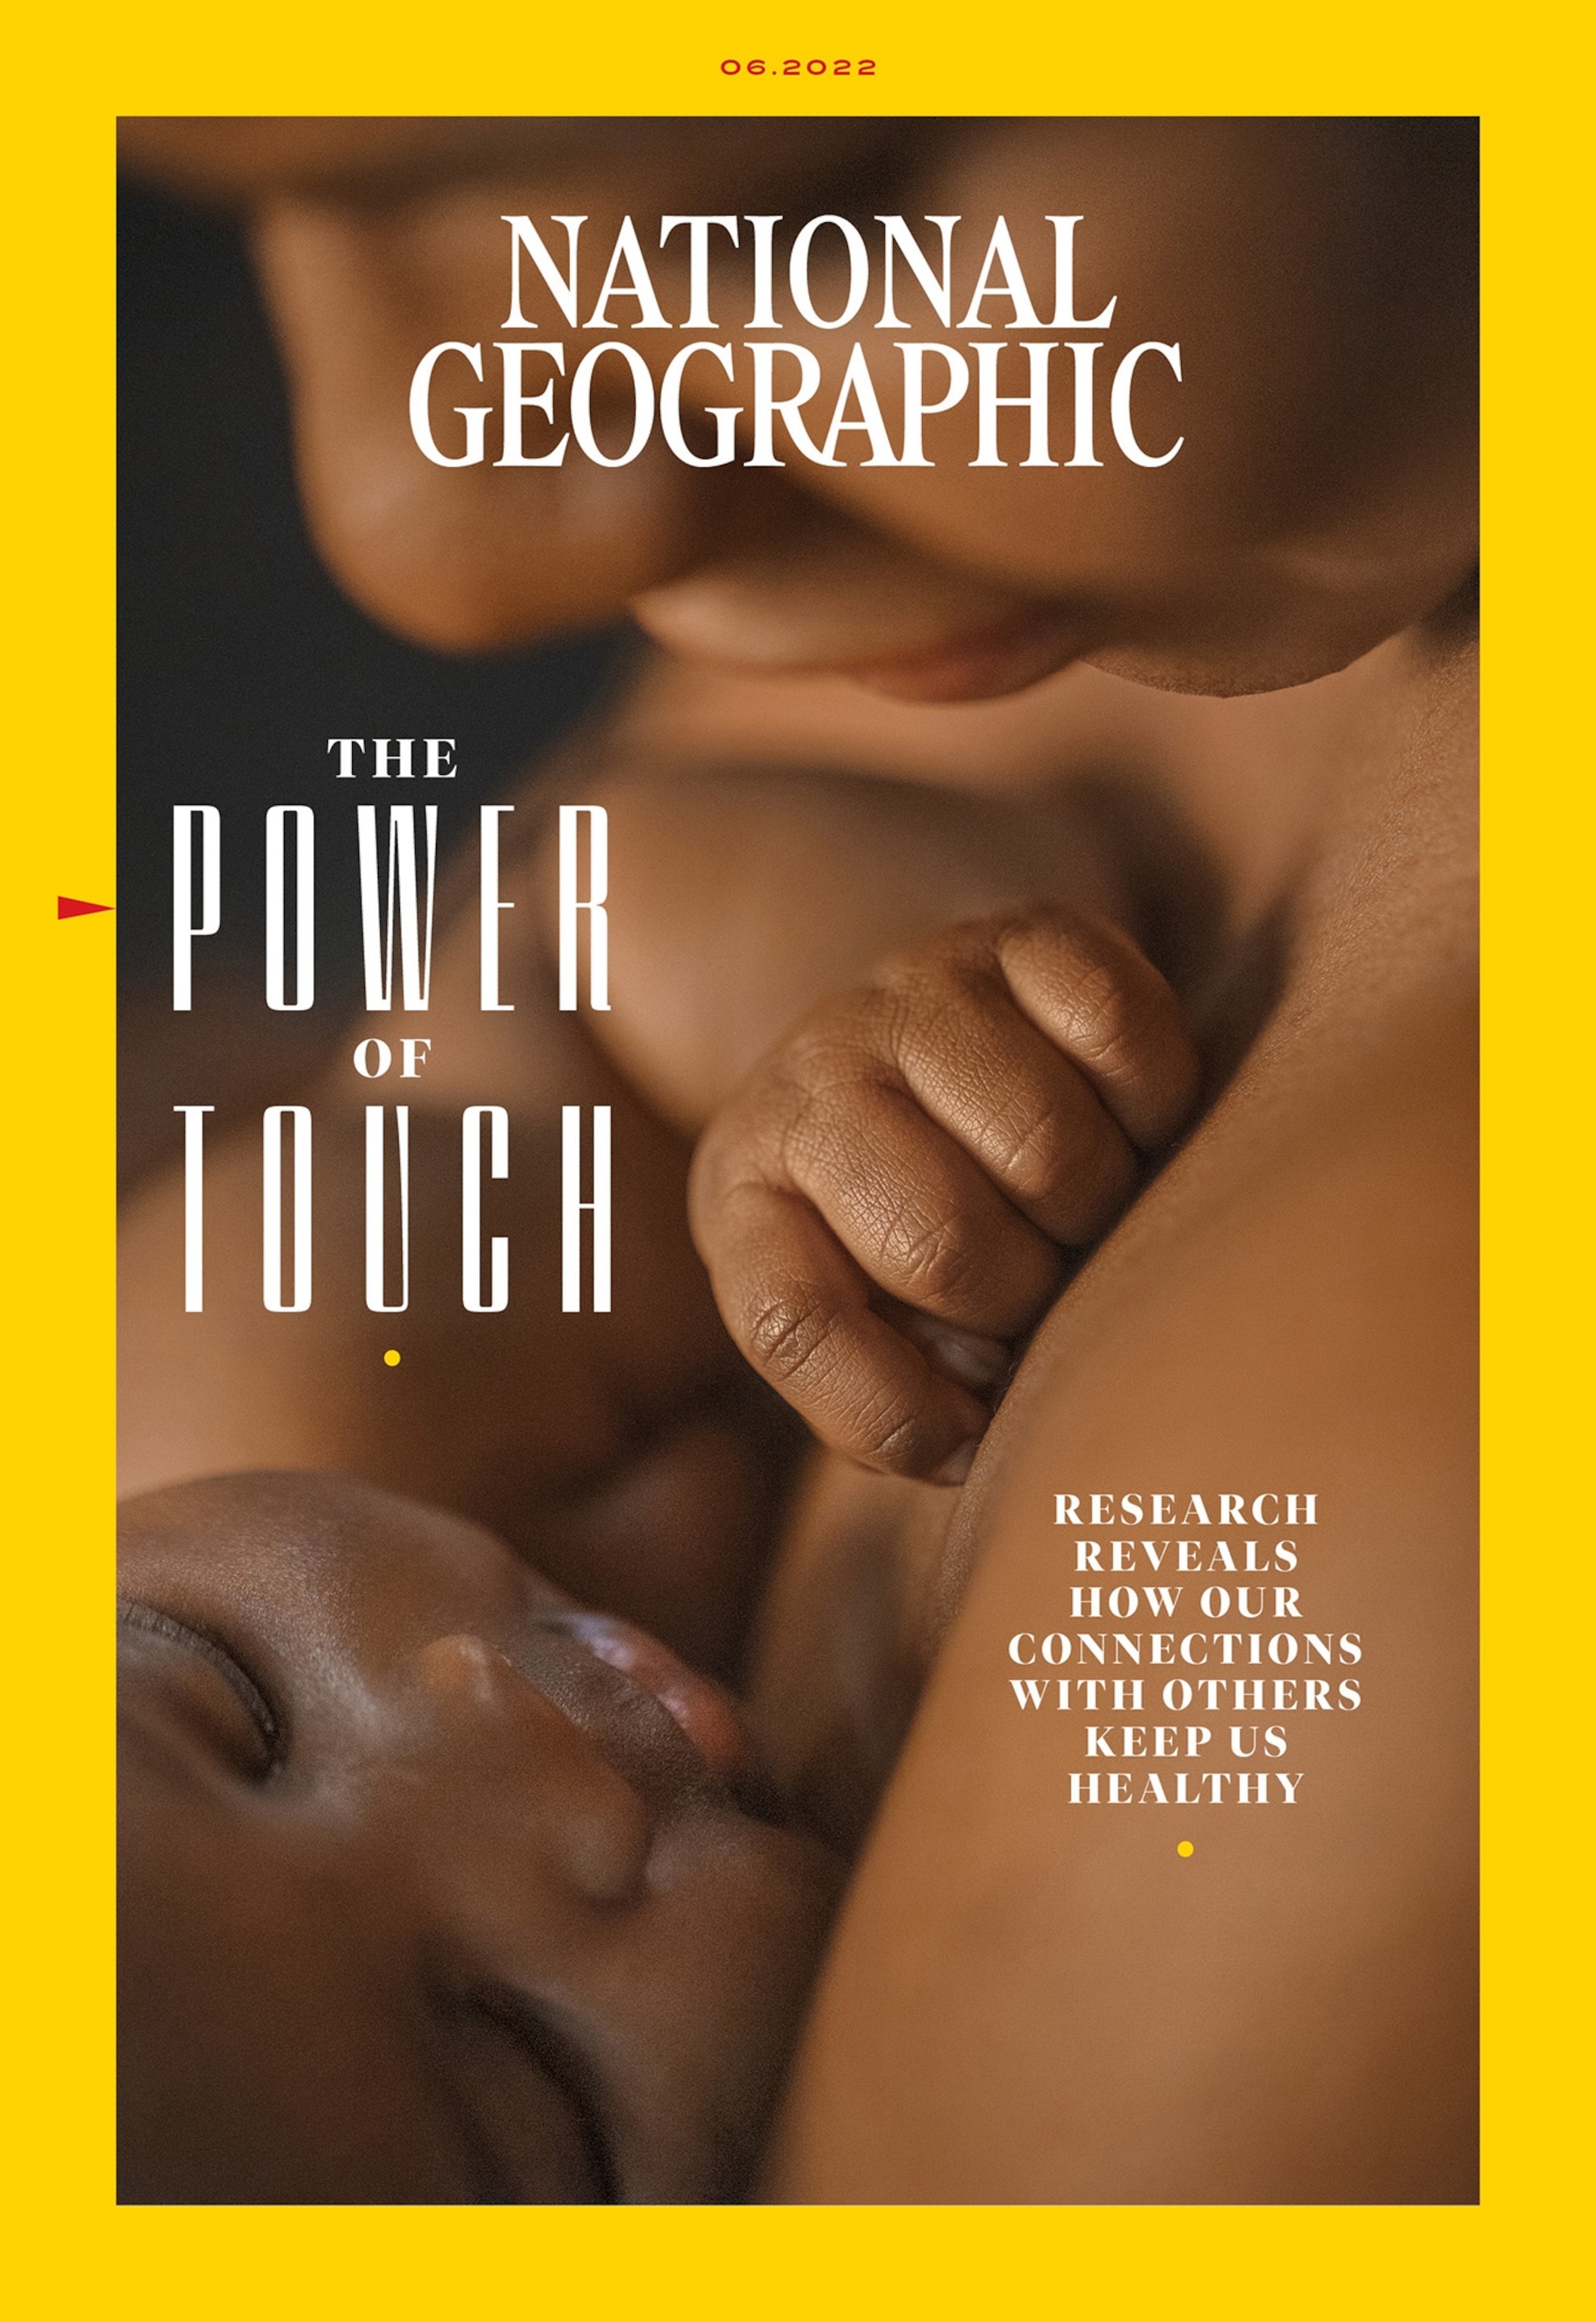 06.2022
NATIONAL
GEOGRAPHIC
THE
POWER
OF
TOUCH
RESEARCH
REVEALS
HOW OUR
CONNECTIONS
WITH OTHERS
KEEP US
HEALTHY